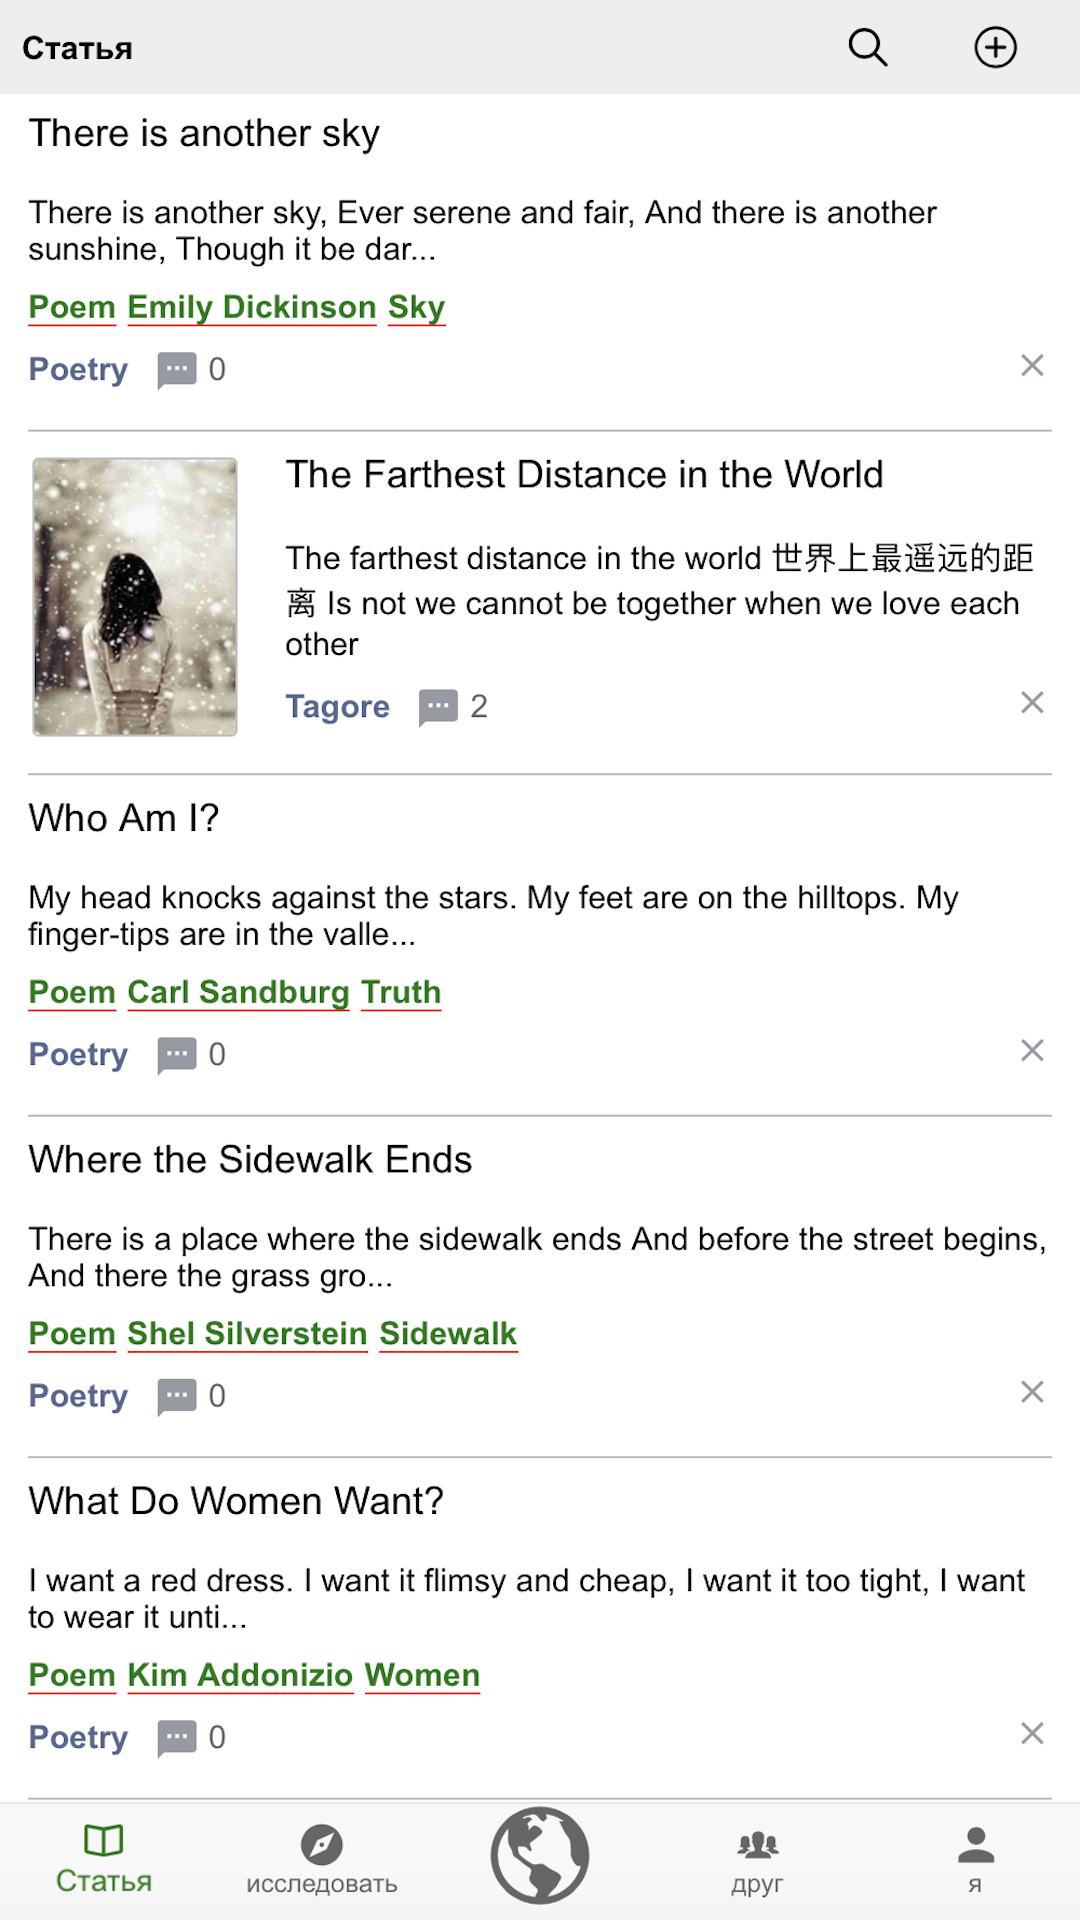 Статья
There is another sky
There is another sky, Ever serene and fair, And there is another
sunshine, Though it be dar...
Poem Emily Dickinson Sky
Poetry 0
The Farthest Distance in the World
The farthest distance in the world 世界上最遥远的距
离 Is not we cannot be together when we love each
other
Tagore 2
Who Am I?
My head knocks against the stars. My feet are on the hilltops. My
finger-tips are in the valle...
Poem Carl Sandburg Truth
Poetry 0
Where the Sidewalk Ends
There is a place where the sidewalk ends And before the street begins,
And there the grass gro...
Poem Shel Silverstein Sidewalk
Poetry 0
What Do Women Want?
I want a red dress. I want it flimsy and cheap, I want it too tight, I want
to wear it unti...
Poem Kim Addonizio Women
Poetry 0
Статья исследовать друг я